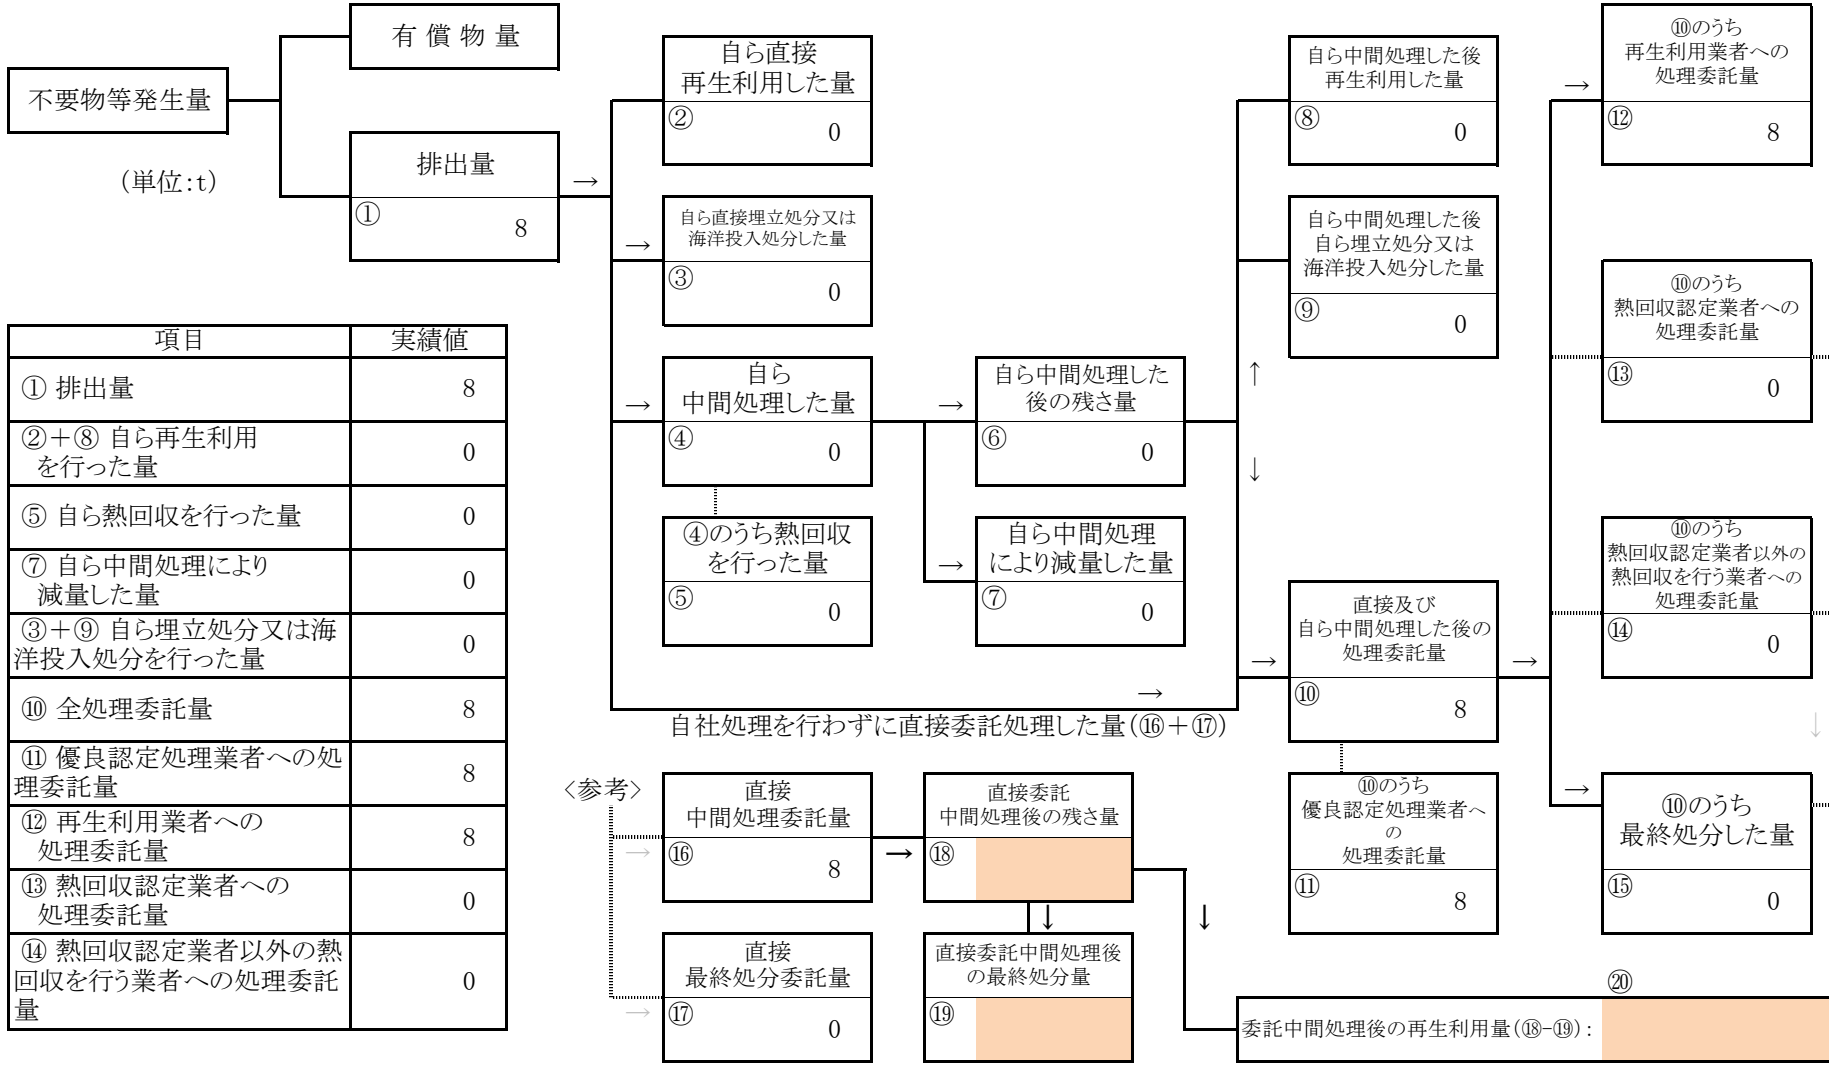 有 償 物 量
不要物等発生量
(単位:t)
排出量
①
8
→
自ら直接
再生利用した量
②
0
→
自ら直接埋立処分又は
海洋投入処分した量
③
0
→
自ら
中間処理した量
④
0
④のうち熱回収
を行った量
⑤
0
→
自ら中間処理した
後の残さ量
⑥
0
→
自ら中間処理
により減量した量
⑦
0
自ら中間処理した後
再生利用した量
⑧
0
自ら中間処理した後
自ら埋立処分又は
海洋投入処分した量
⑨
0
↑
↓
→
自社処理を行わずに直接委託処理した量(⑯+⑰)
→
直接及び
自ら中間処理した後の
処理委託量
⑩
8
⑩のうち
優良認定処理業者へ
の
処理委託量
⑪
8
→
→
⑩のうち
再生利用業者への
処理委託量
⑫
8
⑩のうち
熱回収認定業者への
処理委託量
⑬
0
⑩のうち
熱回収認定業者以外の
熱回収を行う業者への
処理委託量
⑭
0
↓
→
⑩のうち
最終処分した量
⑮
0
項目 実績値
① 排出量 8
②+⑧ 自ら再生利用
を行った量 0
⑤ 自ら熱回収を行った量 0
⑦ 自ら中間処理により
減量した量 0
③+⑨ 自ら埋立処分又は海
洋投入処分を行った量 0
⑩ 全処理委託量 8
⑪ 優良認定処理業者への処
理委託量 8
⑫ 再生利用業者への
処理委託量 8
⑬ 熱回収認定業者への
処理委託量 0
⑭ 熱回収認定業者以外の熱
回収を行う業者への処理委託
量 0
<参考>
→
直接
中間処理委託量
⑯
8
→
直接委託
中間処理後の残さ量
⑱
↓
↓
→
直接
最終処分委託量
⑰
0
直接委託中間処理後
の最終処分量
⑲
⑳
委託中間処理後の再生利用量(⑱-⑲):